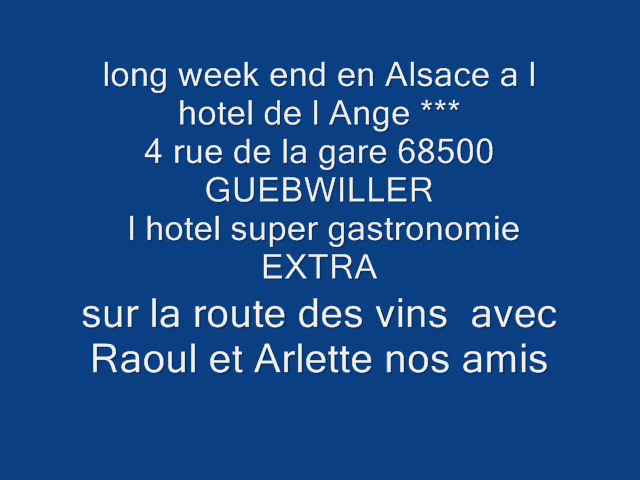 long week end en Alsace a l
hotel de l Ange ***
4 rue de la gare 68500
GUEBWILLER
l hotel super gastronomie
EXTRA
sur la route des vins  avec
Raoul et Arlette nos amis